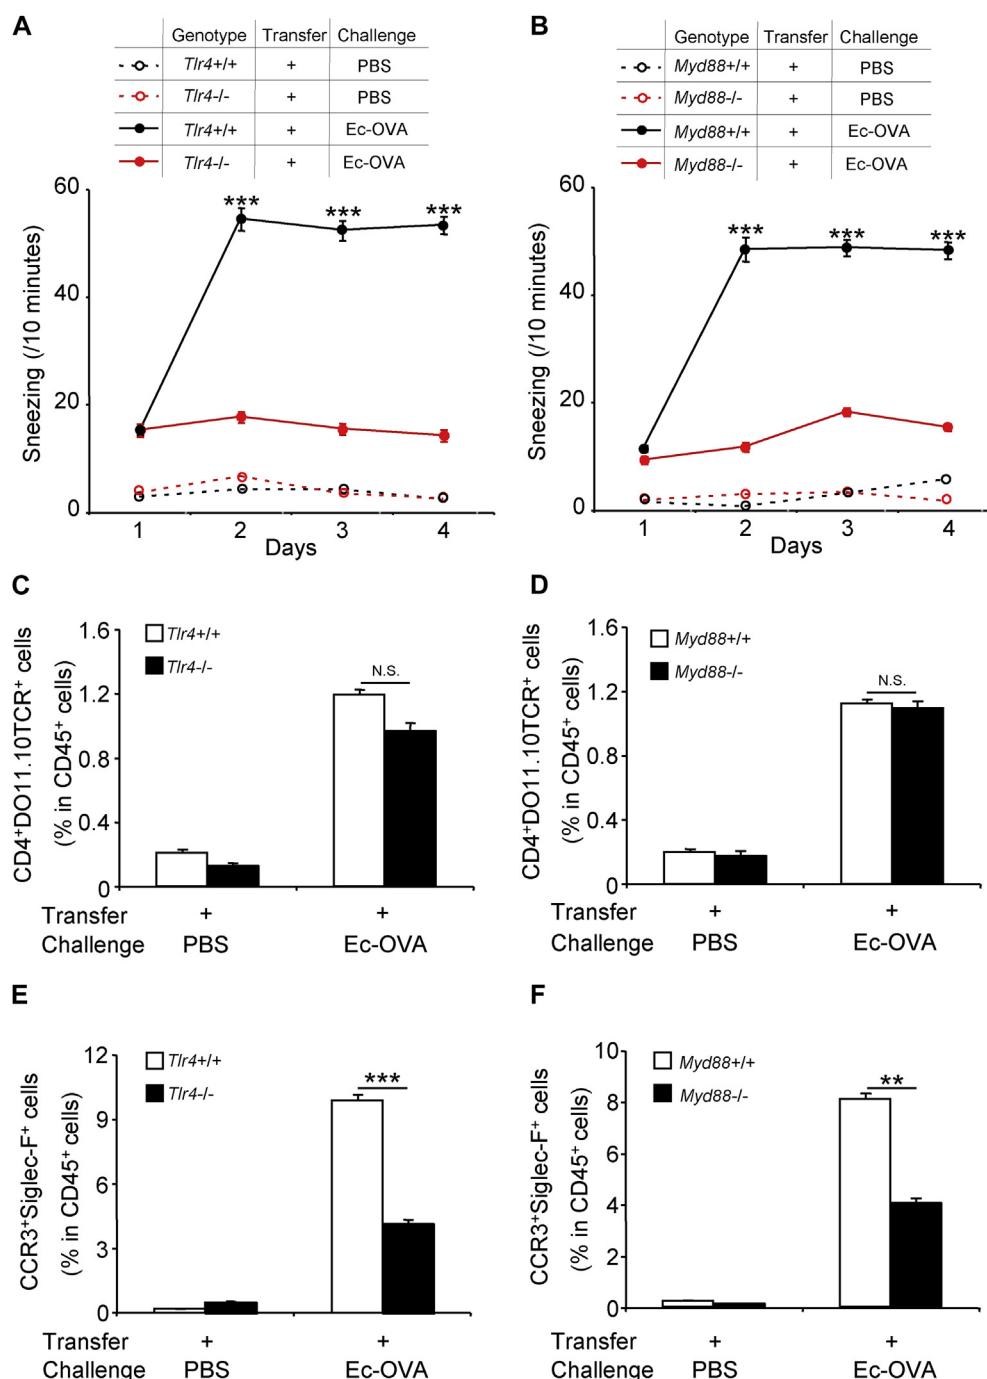 A
Genotype Transfer Challenge
Tlr4+/+ + PBS
Tlr4-/- + PBS
Tlr4+/+ + Ec-OVA
Tlr4-/- + Ec-OVA
Sneezing (/10 minutes)
60
40
20
0
*** *** ***
1 2 3 4
Days
B
Genotype Transfer Challenge
Myd88+/+ + PBS
Myd88-/- + PBS
Myd88+/+ + Ec-OVA
Myd88-/- + Ec-OVA
Sneezing (/10 minutes)
60
40
20
0
*** *** ***
1 2 3 4
Days
C
CD4+DO11.10TCR+ cells
(% in CD45+ cells)
1.6
1.2
0.8
0.4
0
Tlr4+/+
Tlr4-/-
N.S.
Transfer + +
Challenge PBS Ec-OVA
D
CD4+DO11.10TCR+ cells
(% in CD45+ cells)
1.6
1.2
0.8
0.4
0
Myd88+/+
Myd88-/-
N.S.
Transfer + +
Challenge PBS Ec-OVA
E
CCR3+Siglec-F+ cells
(% in CD45+ cells)
12
9
6
3
0
Tlr4+/+
Tlr4-/-
***
Transfer + +
Challenge PBS Ec-OVA
F
CCR3+Siglec-F+ cells
(% in CD45+ cells)
10
8
6
4
2
0
Myd88+/+
Myd88-/-
**
Transfer + +
Challenge PBS Ec-OVA